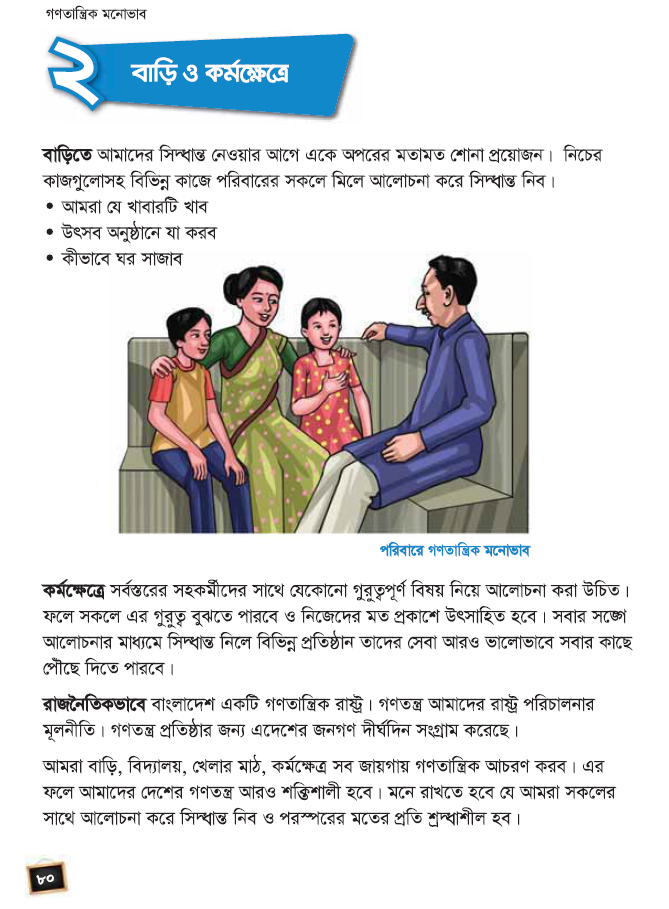 গণতান্ত্রিক মনোভাব
২
বাড়ি ও কর্মক্ষেত্রে
বাড়িতে আমাদের সিদ্ধান্ত নেওয়ার আগে একে অপরের মতামত শোনা প্রয়োজন। নিচের
কাজগুলোসহ বিভিন্ন কাজে পরিবারের সকলে মিলে আলোচনা করে সিদ্ধান্ত নিব।
• আমরা যে খাবারটি খাব
• উৎসব অনুষ্ঠানে যা করব
• কীভাবে ঘর সাজাব
পরিবারে গণতান্ত্রিক মনোভাব
কর্মক্ষেত্রে সর্বস্তরের সহকর্মীদের সাথে যেকোনো গুরুত্বপূর্ণ বিষয় নিয়ে আলোচনা করা উচিত।
ফলে সকলে এর গুরুত্ব বুঝতে পারবে ও নিজেদের মত প্রকাশে উৎসাহিত হবে। সবার সঙ্গে
আলোচনার মাধ্যমে সিদ্ধান্ত নিলে বিভিন্ন প্রতিষ্ঠান তাদের সেবা আরও ভালোভাবে সবার কাছে
পৌঁছে দিতে পারবে।
রাজনৈতিকভাবে বাংলাদেশ একটি গণতান্ত্রিক রাষ্ট্র। গণতন্ত্র আমাদের রাষ্ট্র পরিচালনার
মূলনীতি। গণতন্ত্র প্রতিষ্ঠার জন্য এদেশের জনগণ দীর্ঘদিন সংগ্রাম করেছে।
আমরা বাড়ি, বিদ্যালয়, খেলার মাঠ, কর্মক্ষেত্র সব জায়গায় গণতান্ত্রিক আচরণ করব। এর
ফলে আমাদের দেশের গণতন্ত্র আরও শক্তিশালী হবে। মনে রাখতে হবে যে আমরা সকলের
সাথে আলোচনা করে সিদ্ধান্ত নিব ও পরস্পরের মতের প্রতি শ্রদ্ধাশীল হব।
৮০